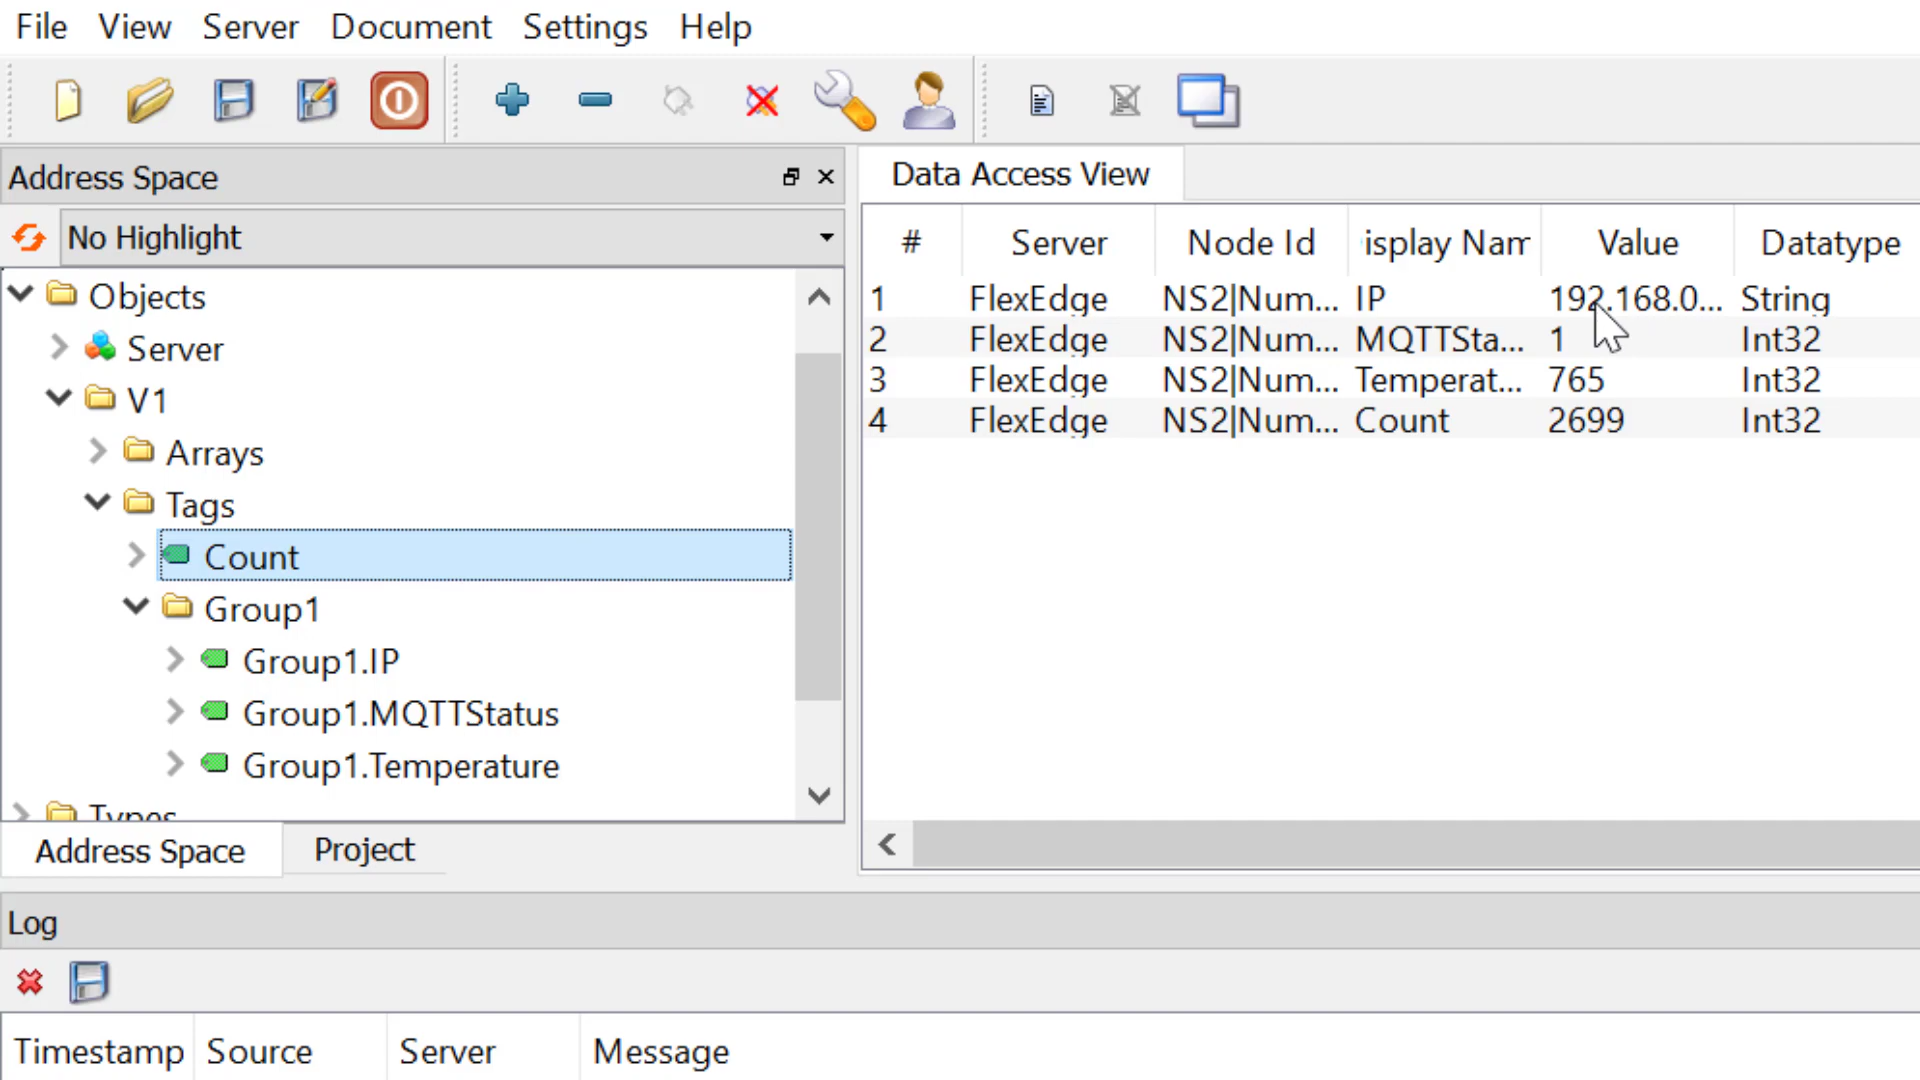 File View Server Document Settings Help
Address Space
No Highlight
Objects
Server
V1
Arrays
Tags
Count
Group1
Group1.IP
Group1.MQTTStatus
Group1.Temperature
Types
Address Space Project
Data Access View
# Server Node Id isplay Nam Value Datatype
1 FlexEdge NS2|Num... IP 192.168.0... String
2 FlexEdge NS2|Num... MQTTSta... 1 Int32
3 FlexEdge NS2|Num... Temperat... 765 Int32
4 FlexEdge NS2|Num... Count 2699 Int32
Log
Timestamp Source Server Message